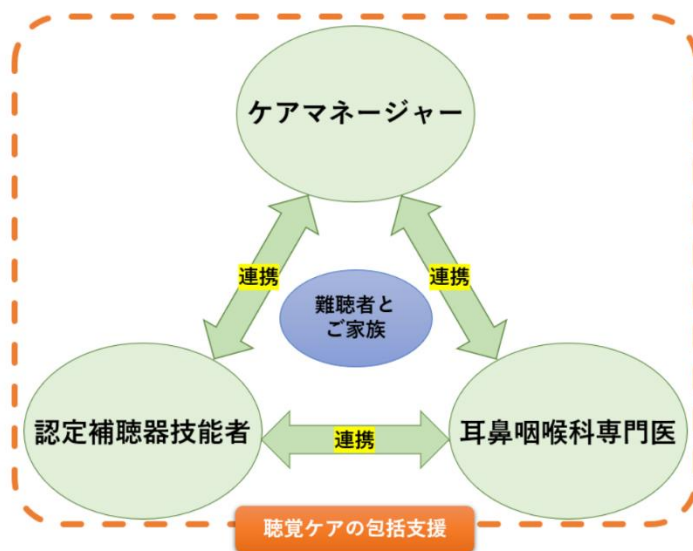 ケアマネージャー
連携
連携
難聴者と
ご家族
認定補聴器技能者
連携
耳鼻咽喉科専門医
聴覚ケアの包括支援